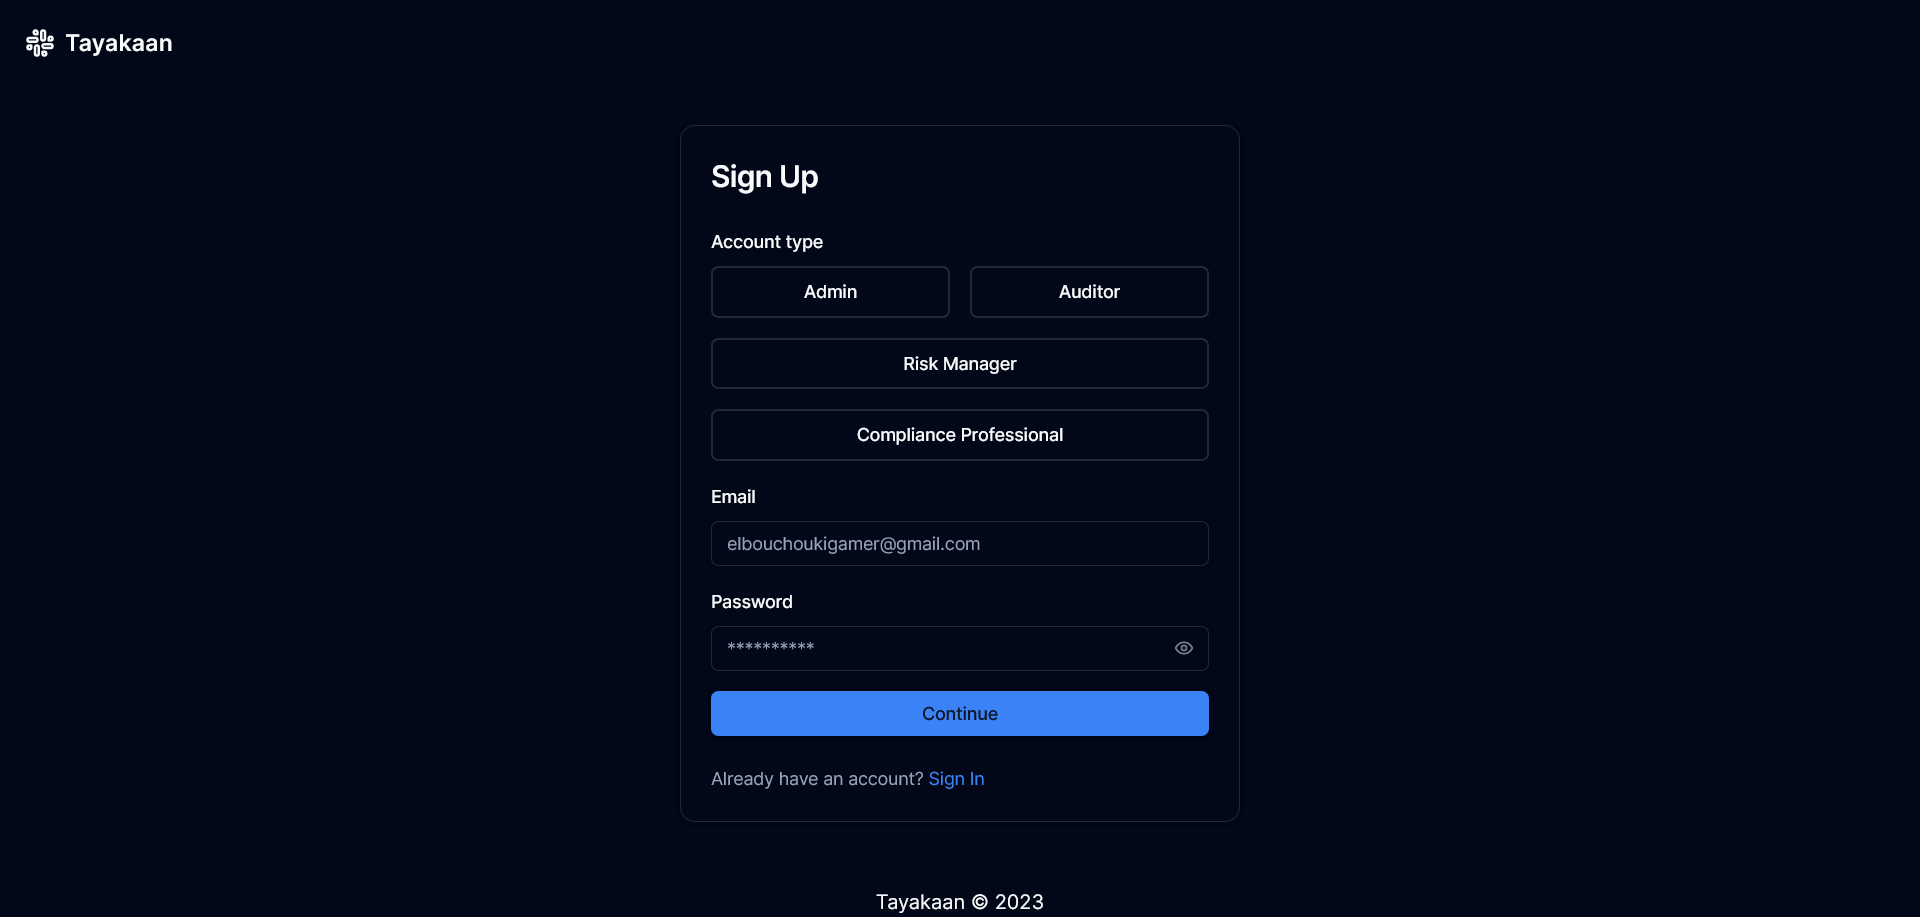 Tayakaan
Sign Up
Account type
Admin
Auditor
Risk Manager
Compliance Professional
Email
elbouchoukigamer@gmail.com
Password
**********
Continue
Already have an account? Sign In
Tayakaan © 2023